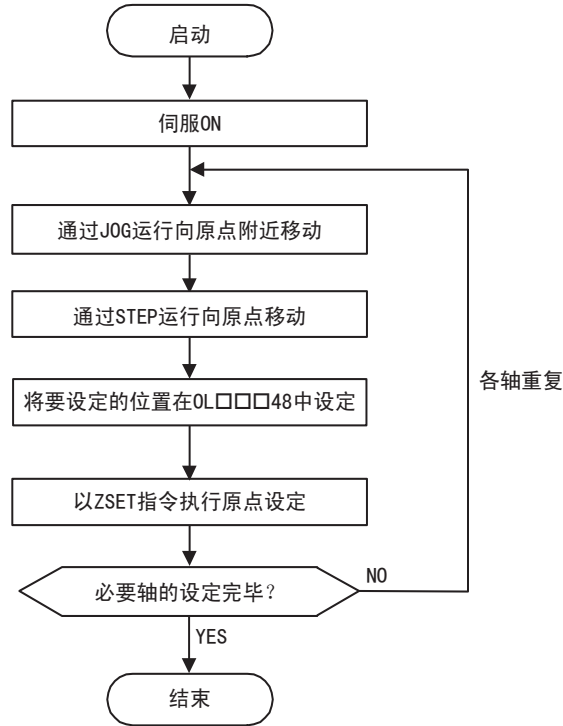 启动
伺服ON
通过JOG运行向原点附近移动
通过STEP运行向原点移动
各轴重复
将要设定的位置在OL□□□48中设定
以ZSET指令执行原点设定
必要轴的设定完毕?
NO
YES
结束